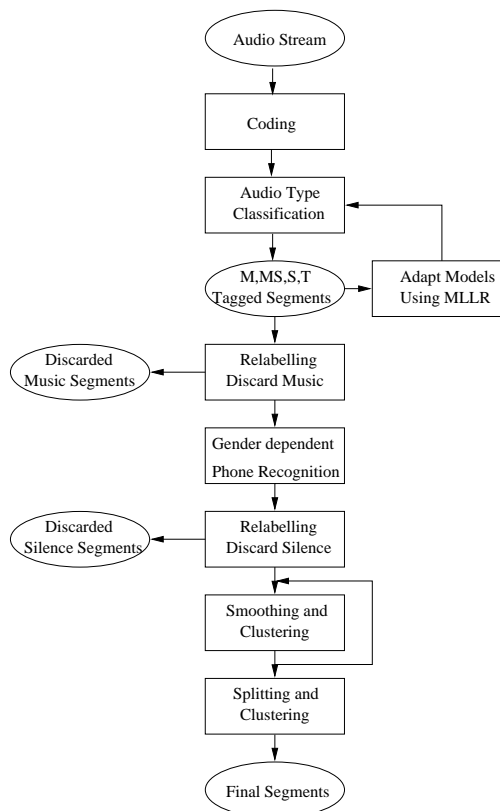 Audio Stream
Coding
Audio Type
Classification
M,MS,S,T
Tagged Segments
Adapt Models
Using MLLR
Discarded
Music Segments
Relabelling
Discard Music
Gender dependent
Phone Recognition
Discarded
Silence Segments
Relabelling
Discard Silence
Smoothing and
Clustering
Splitting and
Clustering
Final Segments